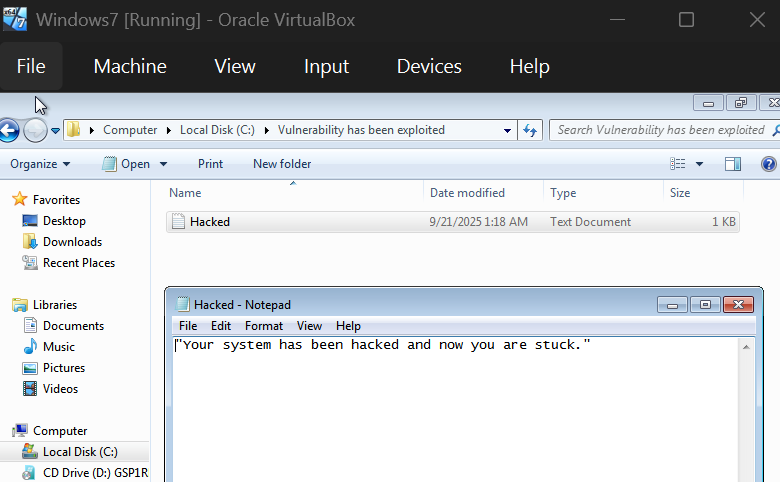 Windows7 [Running] - Oracle VirtualBox
File Machine View Input Devices Help
Computer Local Disk (C:) Vulnerability has been exploited Search Vulnerability has been exploited
Organize Open Print New folder
Name Date modified Type Size
Hacked 9/21/2025 1:18 AM Text Document 1 KB
Favorites
Desktop
Downloads
Recent Places
Libraries
Documents
Music
Pictures
Videos
Computer
Local Disk (C:)
CD Drive (D:) GSP1R
Hacked - Notepad
File Edit Format View Help
"Your system has been hacked and now you are stuck."